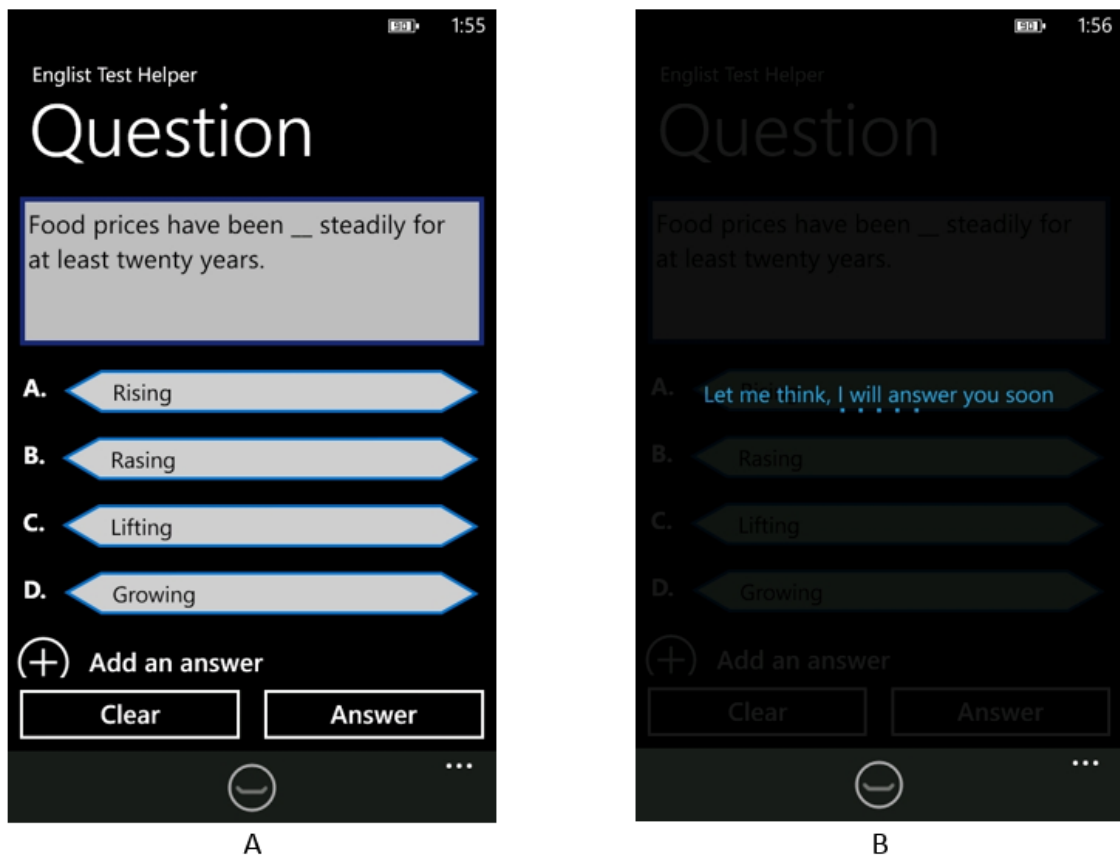 90 1:55
Englist Test Helper
Question
Food prices have been __ steadily for
at least twenty years.
A. Rising
B. Rasing
C. Lifting
D. Growing
Add an answer
Clear Answer
A
90 1:56
Englist Test Helper
Question
Food prices have been __ steadily for
at least twenty years.
A. Rising
Let me think, I will answer you soon
B. Rasing
C. Lifting
D. Growing
Add an answer
Clear Answer
B